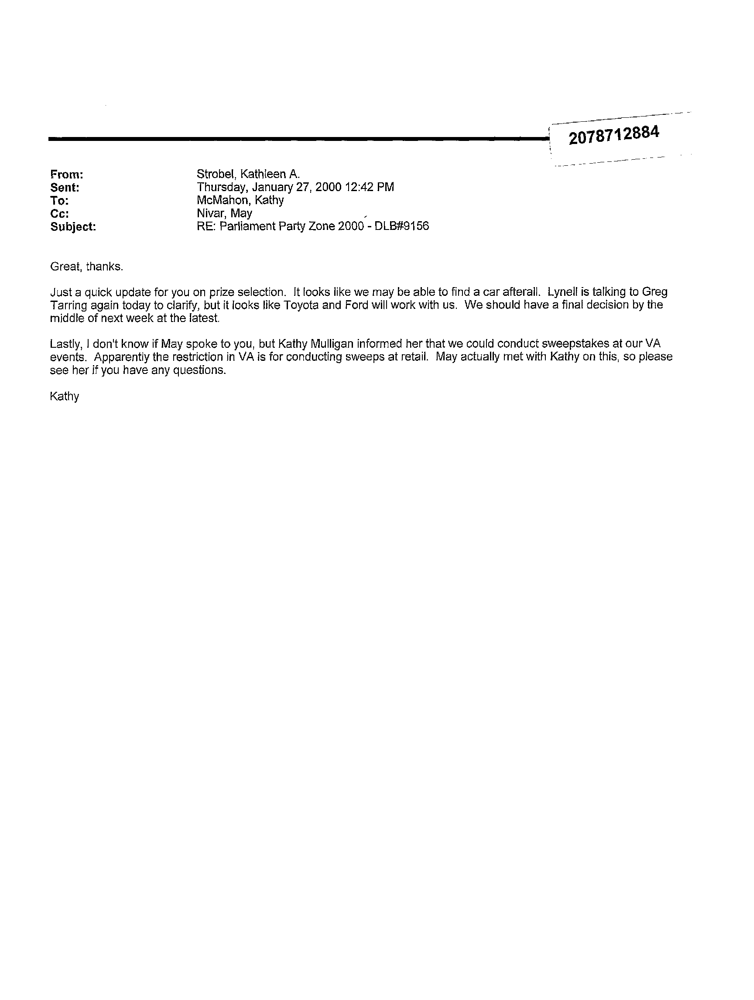 2078712884
From: Strobel, Kathleen A.
Sent: Thursday, January 27, 2000 12:42 PM
To: McMahon, Kathy
Cc: Nivar, May
Subject: RE: Parliament Party Zone 2000 - DLB#9156
Great, thanks.
Just a quick update for you on prize selection. It looks like we may be able to find a car afterall. Lynell is talking to Greg
Tarring again today to clarify, but it looks like Toyota and Ford will work with us. We should have a final decision by the
middle of next week at the latest.
Lastly, I don't know if May spoke to you, but Kathy Mulligan informed her that we could conduct sweepstakes at our VA
events. Apparently the restriction in VA is for conducting sweeps at retail. May actually met with Kathy on this, so please
see her if you have any questions.
Kathy